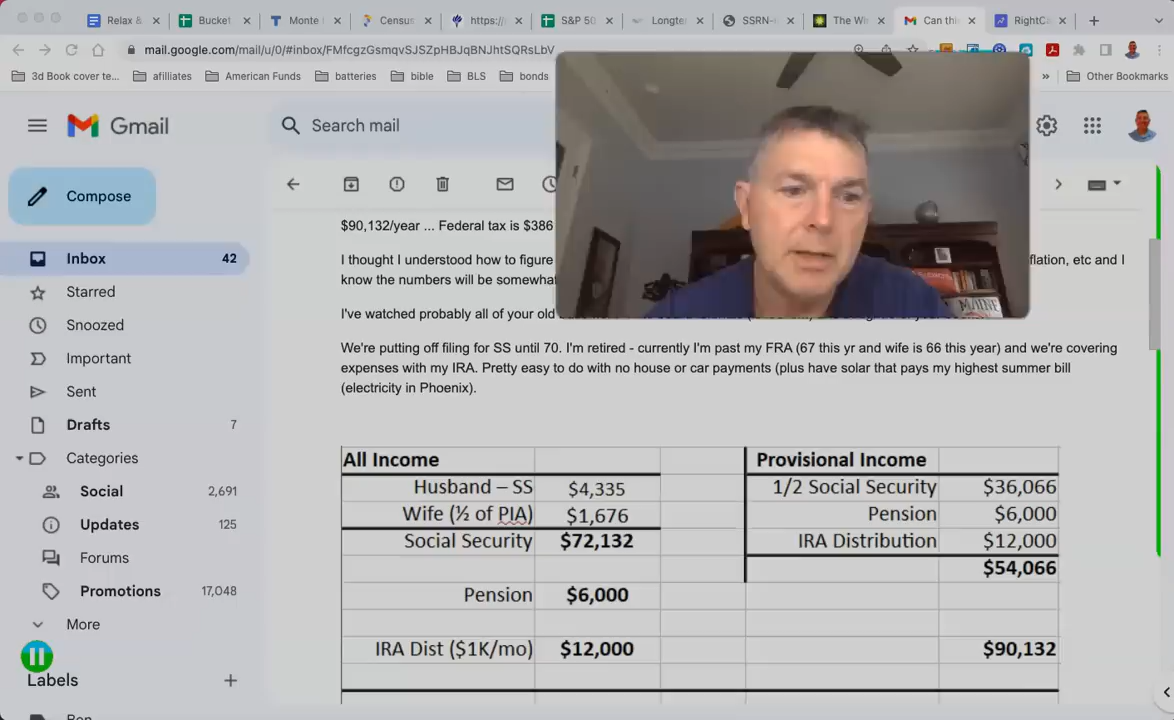 Relax &
Bucket
Monte
Census
https:/
S&P 50
Longte
SSRN-i
The Wi
Can thi
RightCa
mail.google.com/mail/u/0/#inbox/FMfcgzGsmqvSJSZpHBJqBNJhtSQRsLbV
3d Book cover te...
afiliates
American Funds
batteries
bible
BLS
bonds
»
Other Bookmarks
Gmail
Search mail
Compose
Inbox 42
Starred
Snoozed
Important
Sent
Drafts 7
Categories
Social 2,691
Updates 125
Forums
Promotions 17,048
More
Labels
$90,132/year ... Federal tax is $386
I thought I understood how to figure flation, etc and I
know the numbers will be somewha
I've watched probably all of your old
We're putting off filing for SS until 70. I'm retired - currently I'm past my FRA (67 this yr and wife is 66 this year) and we're covering
expenses with my IRA. Pretty easy to do with no house or car payments (plus have solar that pays my highest summer bill
(electricity in Phoenix).
All Income Provisional Income
Husband – SS $4,335 1/2 Social Security $36,066
Wife (½ of PIA) $1,676 Pension $6,000
Social Security $72,132 IRA Distribution $12,000
$54,066
Pension $6,000
IRA Dist ($1K/mo) $12,000 $90,132